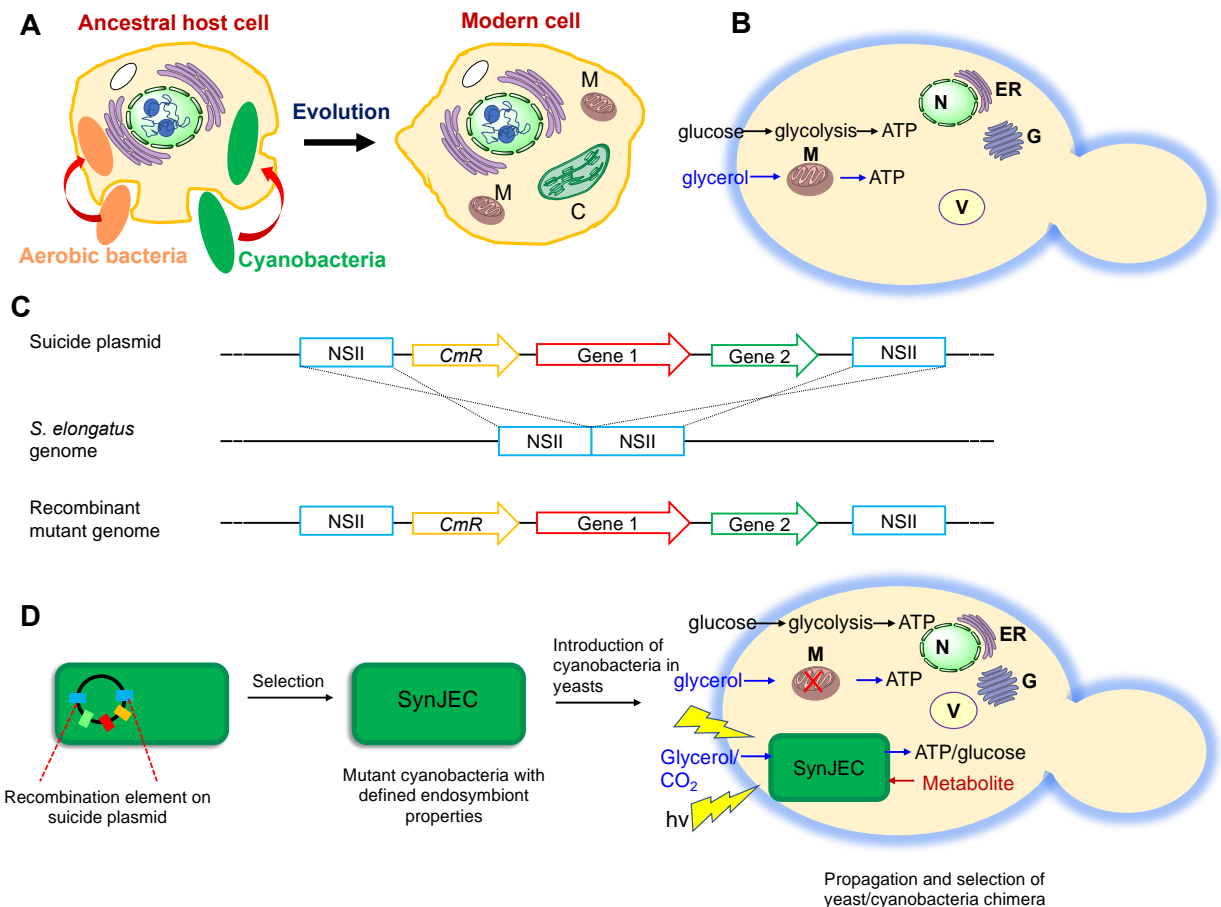 A
Ancestral host cell
Modern cell
Evolution
M
M
C
Aerobic bacteria
Cyanobacteria
B
N
ER
G
glucose glycolysis ATP
M
glycerol ATP
V
C
Suicide plasmid
NSII CmR Gene 1 Gene 2 NSII
S. elongatus
genome
NSII NSII
Recombinant
mutant genome
NSII CmR Gene 1 Gene 2 NSII
D
Recombination element on
suicide plasmid
Selection
SynJEC
Mutant cyanobacteria with
defined endosymbiont
properties
Introduction of
cyanobacteria in
yeasts
glucose glycolysis ATP
N
ER
G
M
glycerol ATP
V
Glycerol/
CO2
SynJEC
ATP/glucose
Metabolite
hv
Propagation and selection of
yeast/cyanobacteria chimera